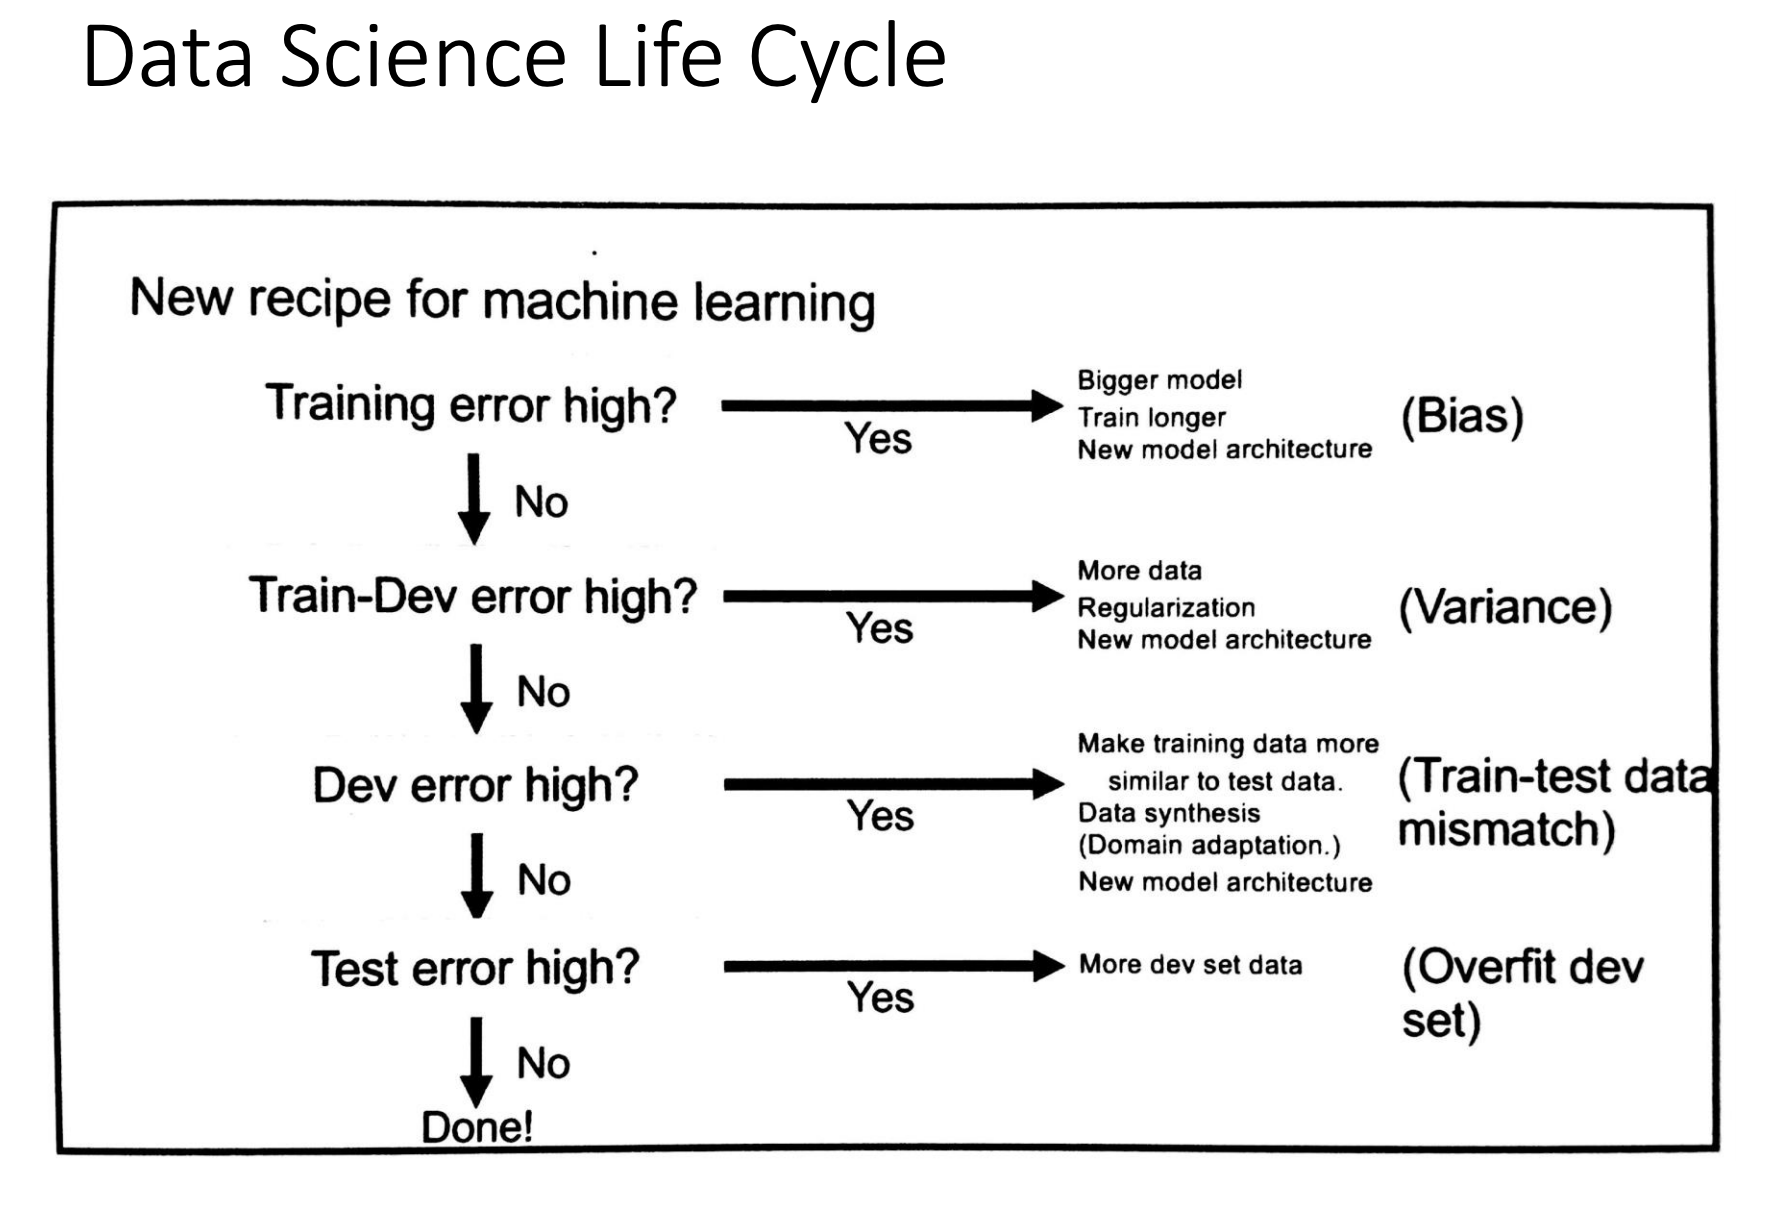 Data Science Life Cycle
New recipe for machine learning
Training error high?
Yes
Bigger model
Train longer
New model architecture
(Bias)
No
Train-Dev error high?
Yes
More data
Regularization
New model architecture
(Variance)
No
Dev error high?
Yes
Make training data more
similar to test data.
Data synthesis
(Domain adaptation.)
New model architecture
(Train-test data
mismatch)
No
Test error high?
Yes
More dev set data
(Overfit dev
set)
No
Done!